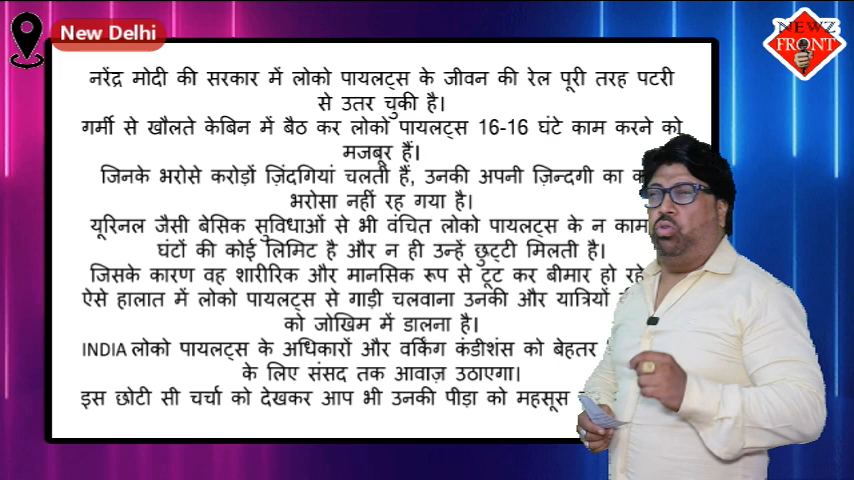 New Delhi
NEWZ
FRONT
नरेंद्र मोदी की सरकार में लोको पायलट्स के जीवन की रेल पूरी तरह पटरी
से उतर चुकी है।
गर्मी से खौलते केबिन में बैठ कर लोको पायलट्स 16-16 घंटे काम करने को
मजबूर हैं।
जिनके भरोसे करोड़ों ज़िंदगियां चलती हैं, उनकी अपनी ज़िन्दगी का
भरोसा नहीं रह गया है।
यूरिनल जैसी बेसिक सुविधाओं से भी वंचित लोको पायलट्स के न काम
घंटों की कोई लिमिट है और न ही उन्हें छुट्टी मिलती है।
जिसके कारण वह शारीरिक और मानसिक रूप से टूट कर बीमार हो रहे
ऐसे हालात में लोको पायलट्स से गाड़ी चलवाना उनकी और यात्रियों
को जोखिम में डालना है।
INDIA लोको पायलट्स के अधिकारों और वर्किंग कंडीशंस को बेहतर
के लिए संसद तक आवाज़ उठाएगा।
इस छोटी सी चर्चा को देखकर आप भी उनकी पीड़ा को महसूस